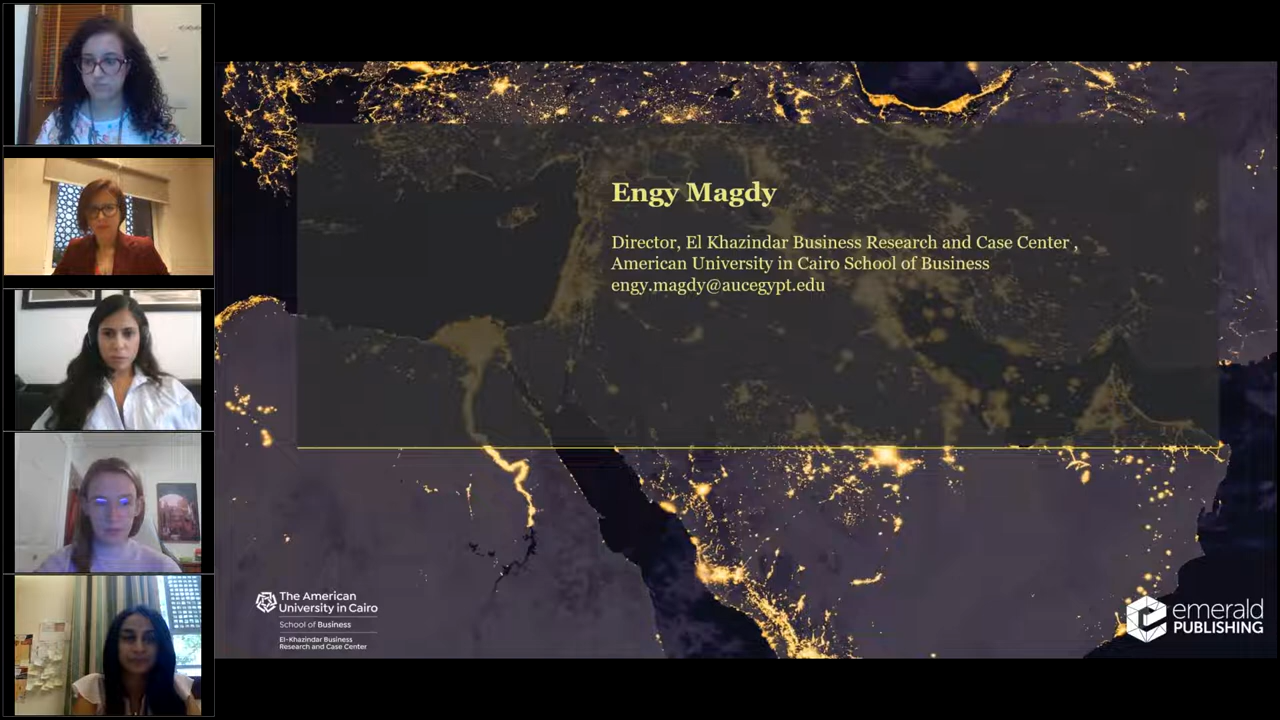 Engy Magdy
Director, El Khazindar Business Research and Case Center ,
American University in Cairo School of Business
engy.magdy@aucegypt.edu
The American
University in Cairo
School of Business
El-Khazindar Business
Research and Case Center
emerald
PUBLISHING